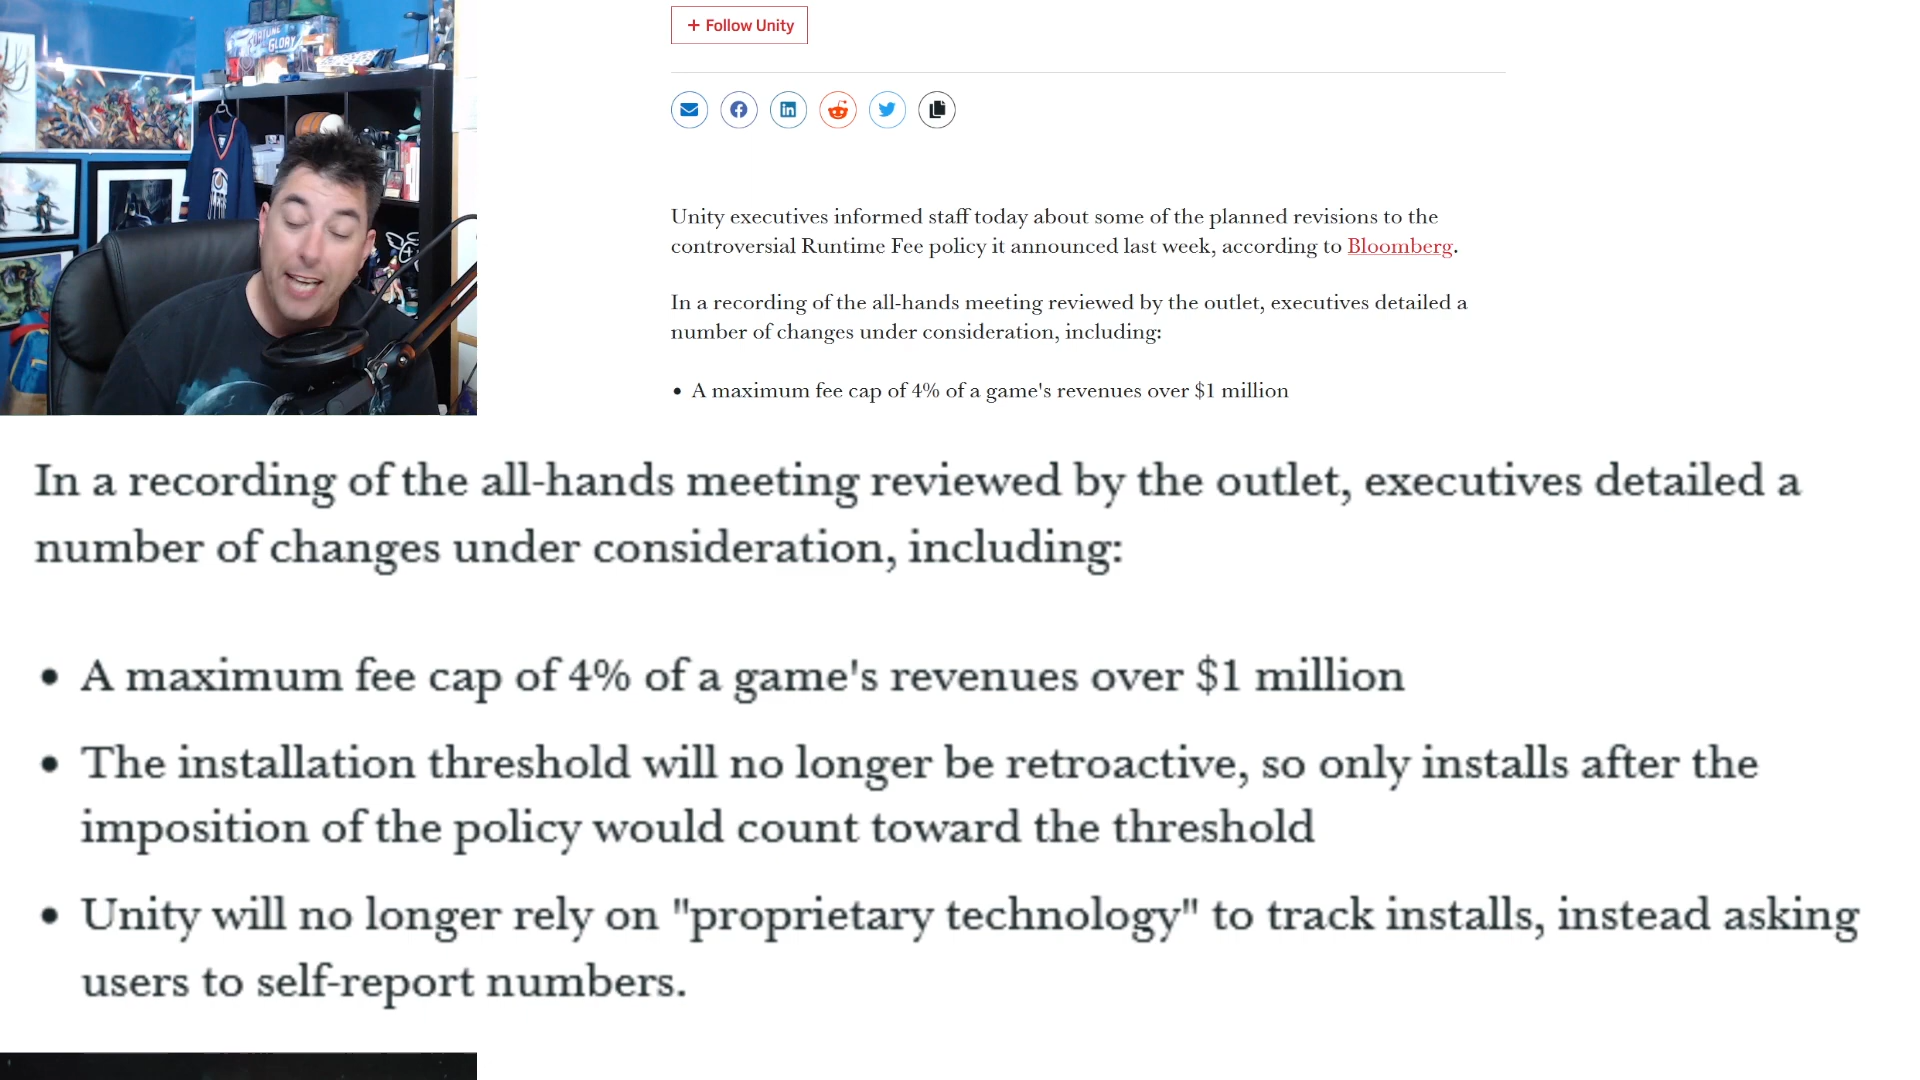 FORTUNE
GLORY
+ Follow Unity
Unity executives informed staff today about some of the planned revisions to the
controversial Runtime Fee policy it announced last week, according to Bloomberg.
In a recording of the all-hands meeting reviewed by the outlet, executives detailed a
number of changes under consideration, including:
• A maximum fee cap of 4% of a game's revenues over $1 million
In a recording of the all-hands meeting reviewed by the outlet, executives detailed a
number of changes under consideration, including:
• A maximum fee cap of 4% of a game's revenues over $1 million
• The installation threshold will no longer be retroactive, so only installs after the
imposition of the policy would count toward the threshold
• Unity will no longer rely on "proprietary technology" to track installs, instead asking
users to self-report numbers.